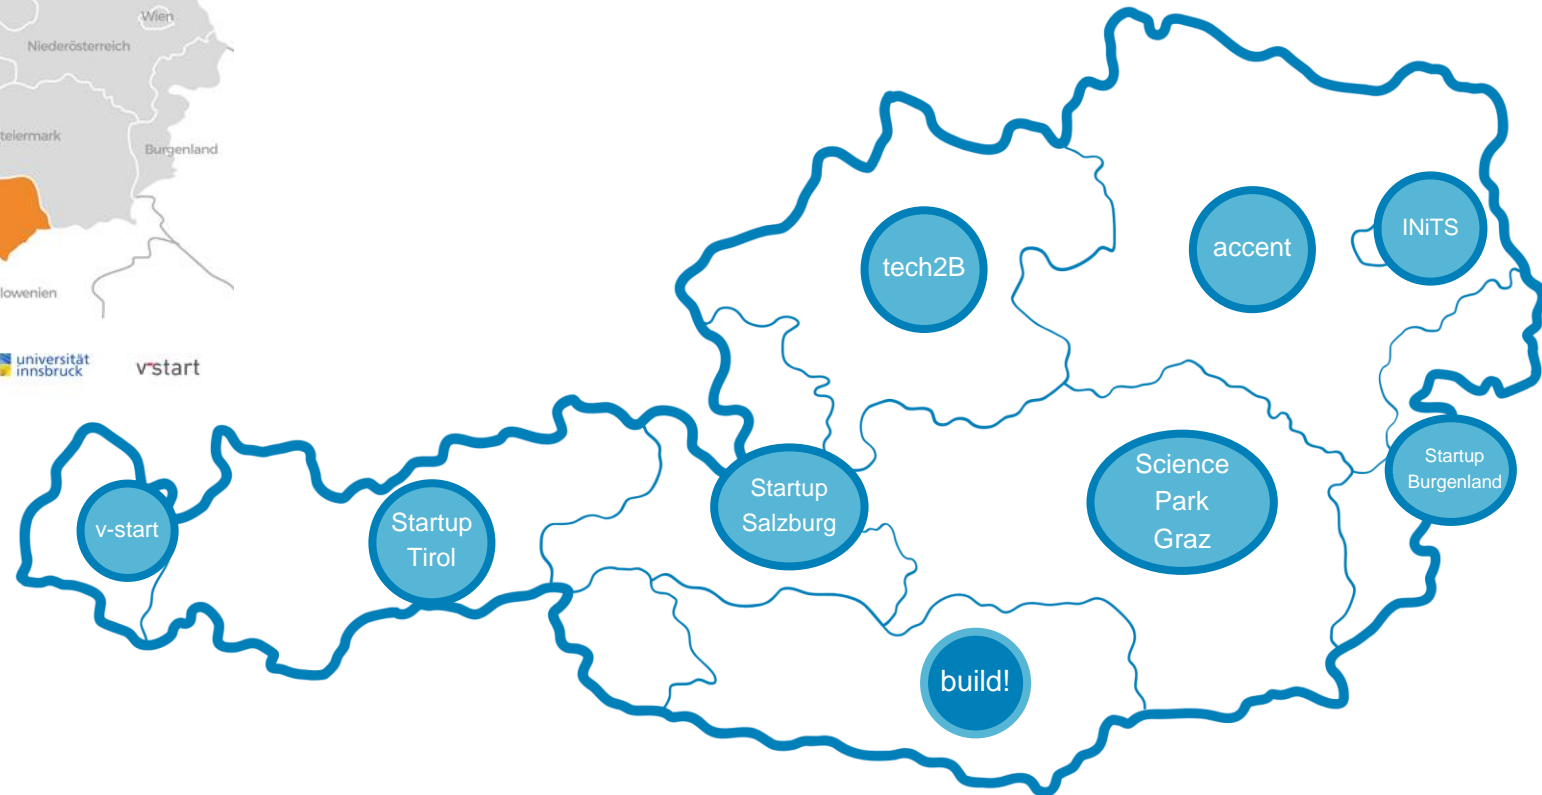 Wien
Niederösterreich
teiermark
Burgenland
lowenien
universität
innsbruck
v-start
tech2B
accent
INiTS
Startup
Burgenland
Science
Park
Graz
Startup
Salzburg
Startup
Tirol
v-start
build!